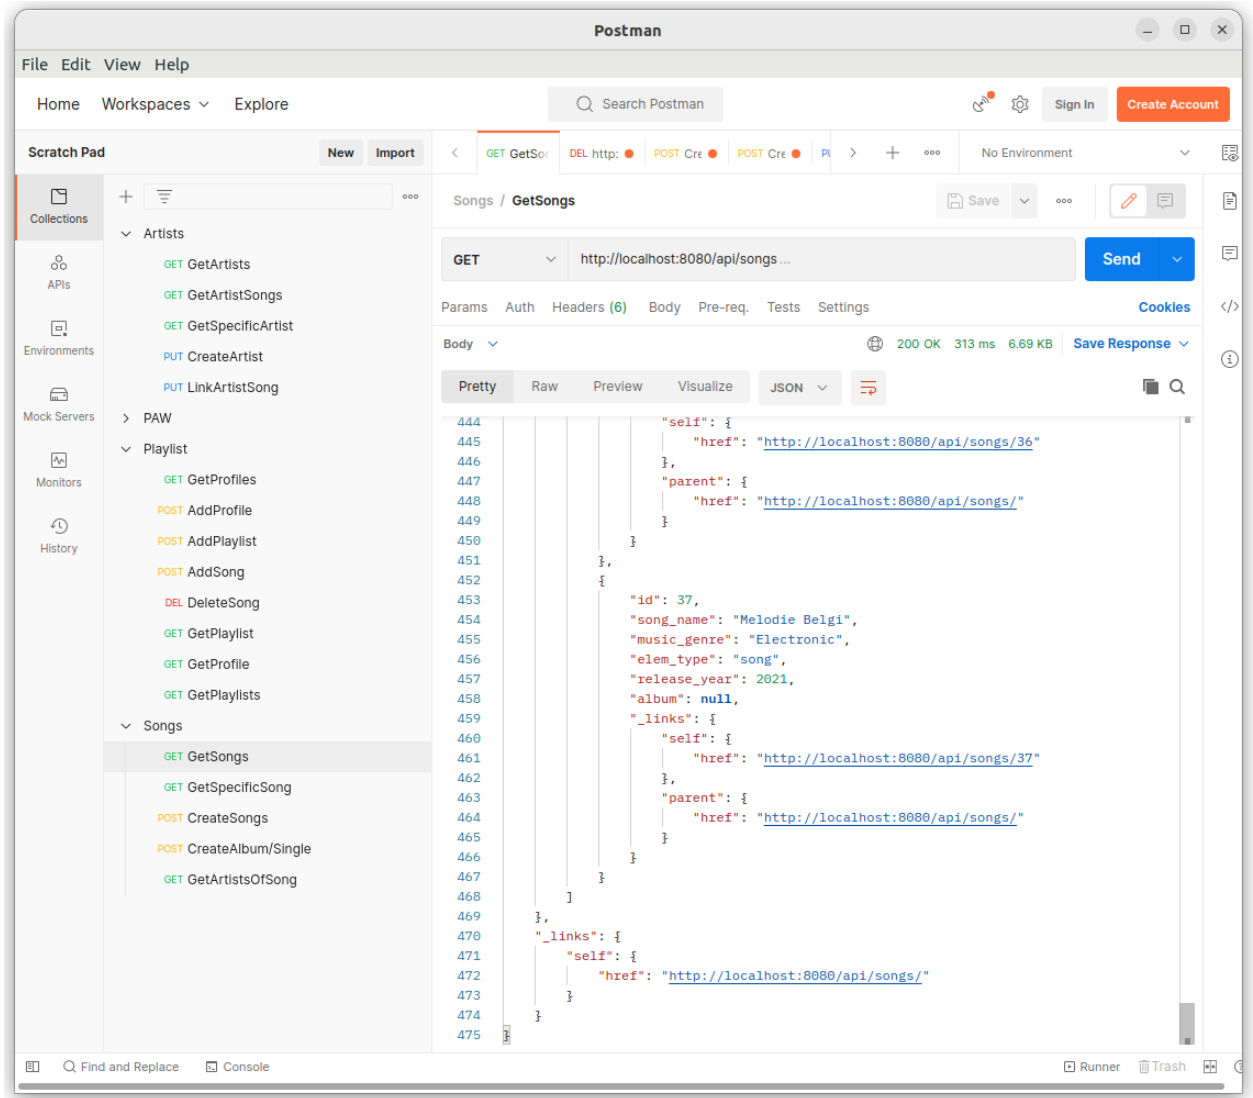 Postman
File Edit View Help
Home Workspaces Explore Search Postman Sign In Create Account
Scratch Pad New Import
GET GetSon DEL http: POST Cre POST Cre PU No Environment
Collections
APIs
Environments
Mock Servers
Monitors
History
Artists
GET GetArtists
GET GetArtistSongs
GET GetSpecificArtist
PUT CreateArtist
PUT LinkArtistSong
PAW
Playlist
GET GetProfiles
POST AddProfile
POST AddPlaylist
POST AddSong
DEL DeleteSong
GET GetPlaylist
GET GetProfile
GET GetPlaylists
Songs
GET GetSongs
GET GetSpecificSong
POST CreateSongs
POST CreateAlbum/Single
GET GetArtistsOfSong
Songs / GetSongs Save
GET http://localhost:8080/api/songs ... Send
Params Auth Headers (6) Body Pre-req. Tests Settings Cookies
Body 200 OK 313 ms 6.69 KB Save Response
Pretty Raw Preview Visualize JSON
444 "self": {
445 "href": "http://localhost:8080/api/songs/36"
446 },
447 "parent": {
448 "href": "http://localhost:8080/api/songs/"
449 }
450 }
451 },
452 {
453 "id": 37,
454 "song_name": "Melodie Belgi",
455 "music_genre": "Electronic",
456 "elem_type": "song",
457 "release_year": 2021,
458 "album": null,
459 "_links": {
460 "self": {
461 "href": "http://localhost:8080/api/songs/37"
462 },
463 "parent": {
464 "href": "http://localhost:8080/api/songs/"
465 }
466 }
467 }
468 ]
469 },
470 "_links": {
471 "self": {
472 "href": "http://localhost:8080/api/songs/"
473 }
474 }
475 }
Find and Replace Console Runner Trash